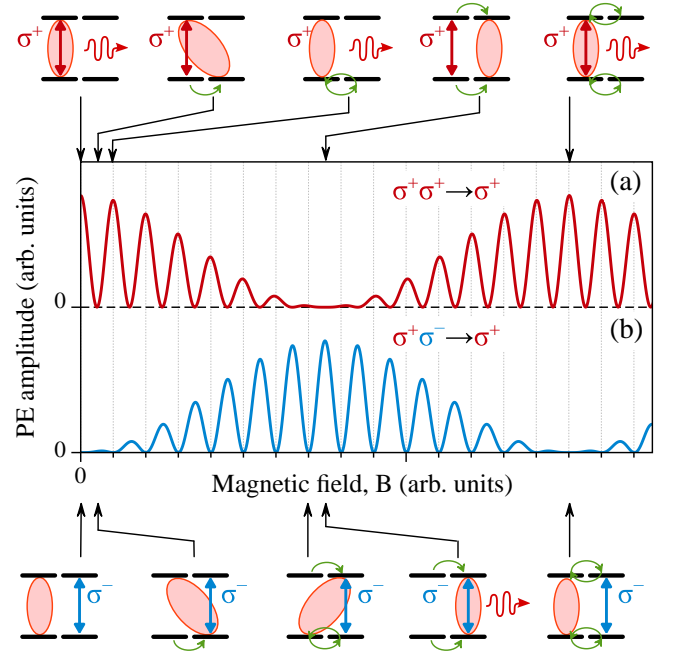 σ⁺
σ⁺
σ⁺
σ⁺
σ⁺
(a)
σ⁺σ⁺→σ⁺
PE amplitude (arb. units)
0
(b)
σ⁺σ⁻→σ⁺
0
0
Magnetic field, B (arb. units)
σ⁻
σ⁻
σ⁻
σ⁻
σ⁻